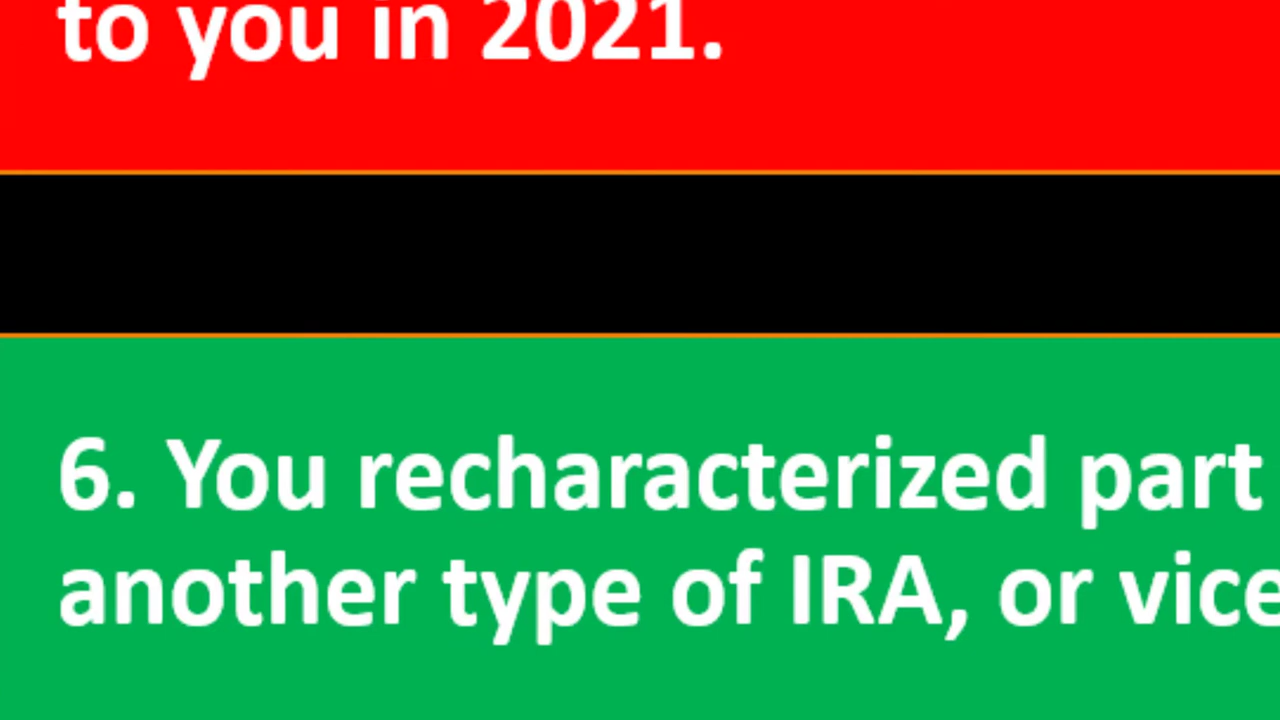 to you in 2021.
6. You recharacterized part
another type of IRA, or vice